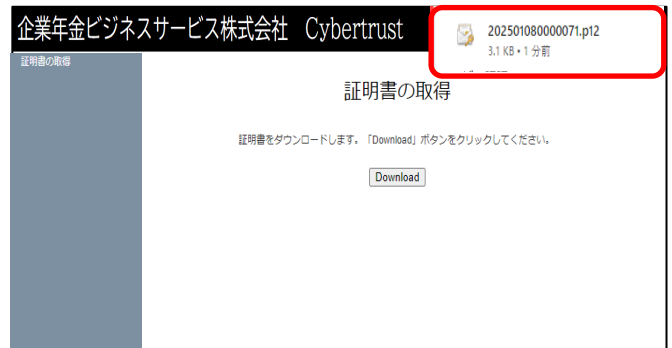 企業年金ビジネスサービス株式会社 Cybertrust
202501080000071.p12
3.1 KB • 1 分前
証明書の取得
証明書の取得
証明書をダウンロードします。「Download」ボタンをクリックしてください。
Download